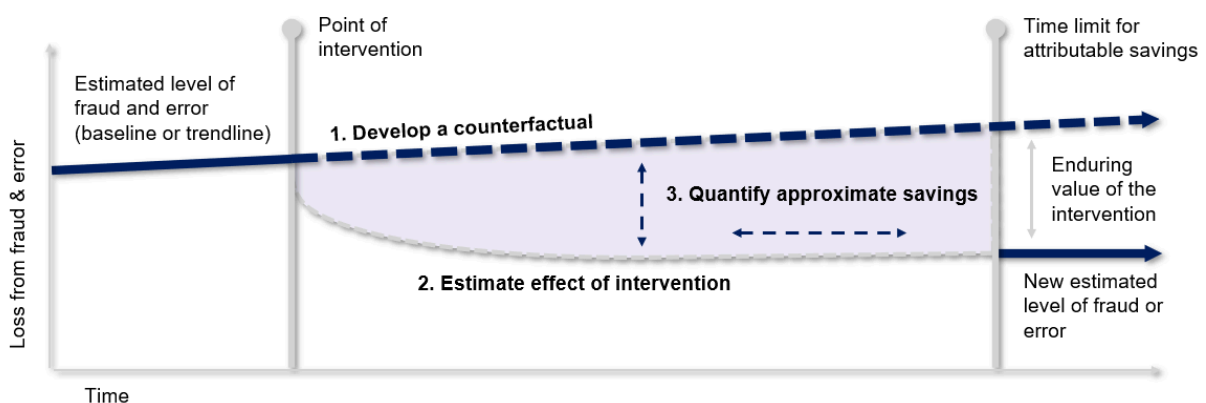 Point of
intervention
Time limit for
attributable savings
Estimated level of
fraud and error
(baseline or trendline)
1. Develop a counterfactual
3. Quantify approximate savings
Enduring
value of the
intervention
2. Estimate effect of intervention
New estimated
level of fraud or
error
Loss from fraud & error
Time